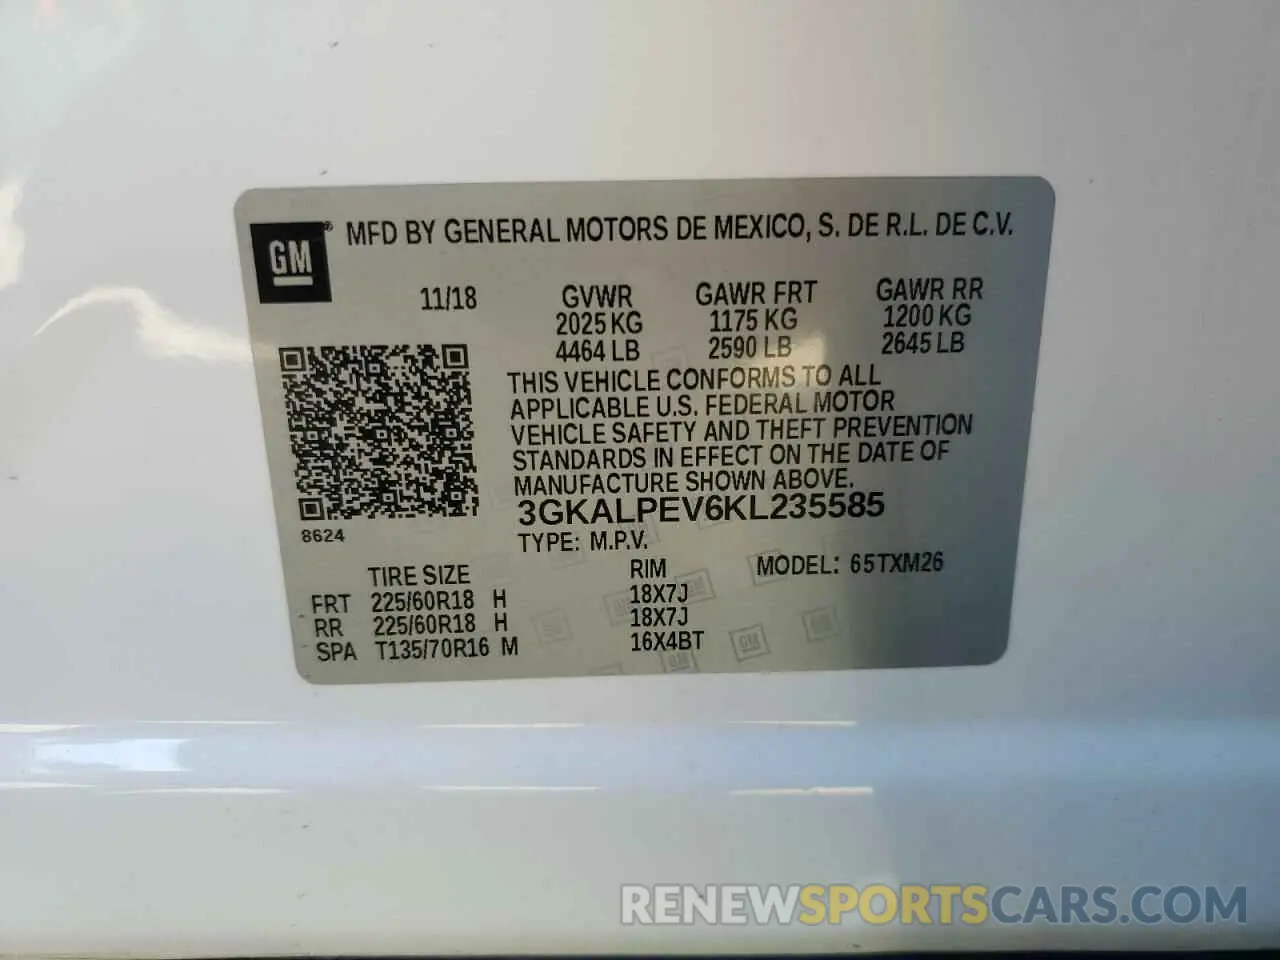 GM® MFD BY GENERAL MOTORS DE MEXICO, S. DE R.L. DE C.V.
11/18 GVWR GAWR FRT GAWR RR
2025 KG 1175 KG 1200 KG
4464 LB 2590 LB 2645 LB
THIS VEHICLE CONFORMS TO ALL
APPLICABLE U.S. FEDERAL MOTOR
VEHICLE SAFETY AND THEFT PREVENTION
STANDARDS IN EFFECT ON THE DATE OF
MANUFACTURE SHOWN ABOVE.
3GKALPEV6KL235585
8624
TYPE: M.P.V.
TIRE SIZE RIM MODEL: 65TXM26
FRT 225/60R18 H 18X7J
RR 225/60R18 H 18X7J
SPA T135/70R16 M 16X4BT
GM
RENEWSPORTSCARS.COM